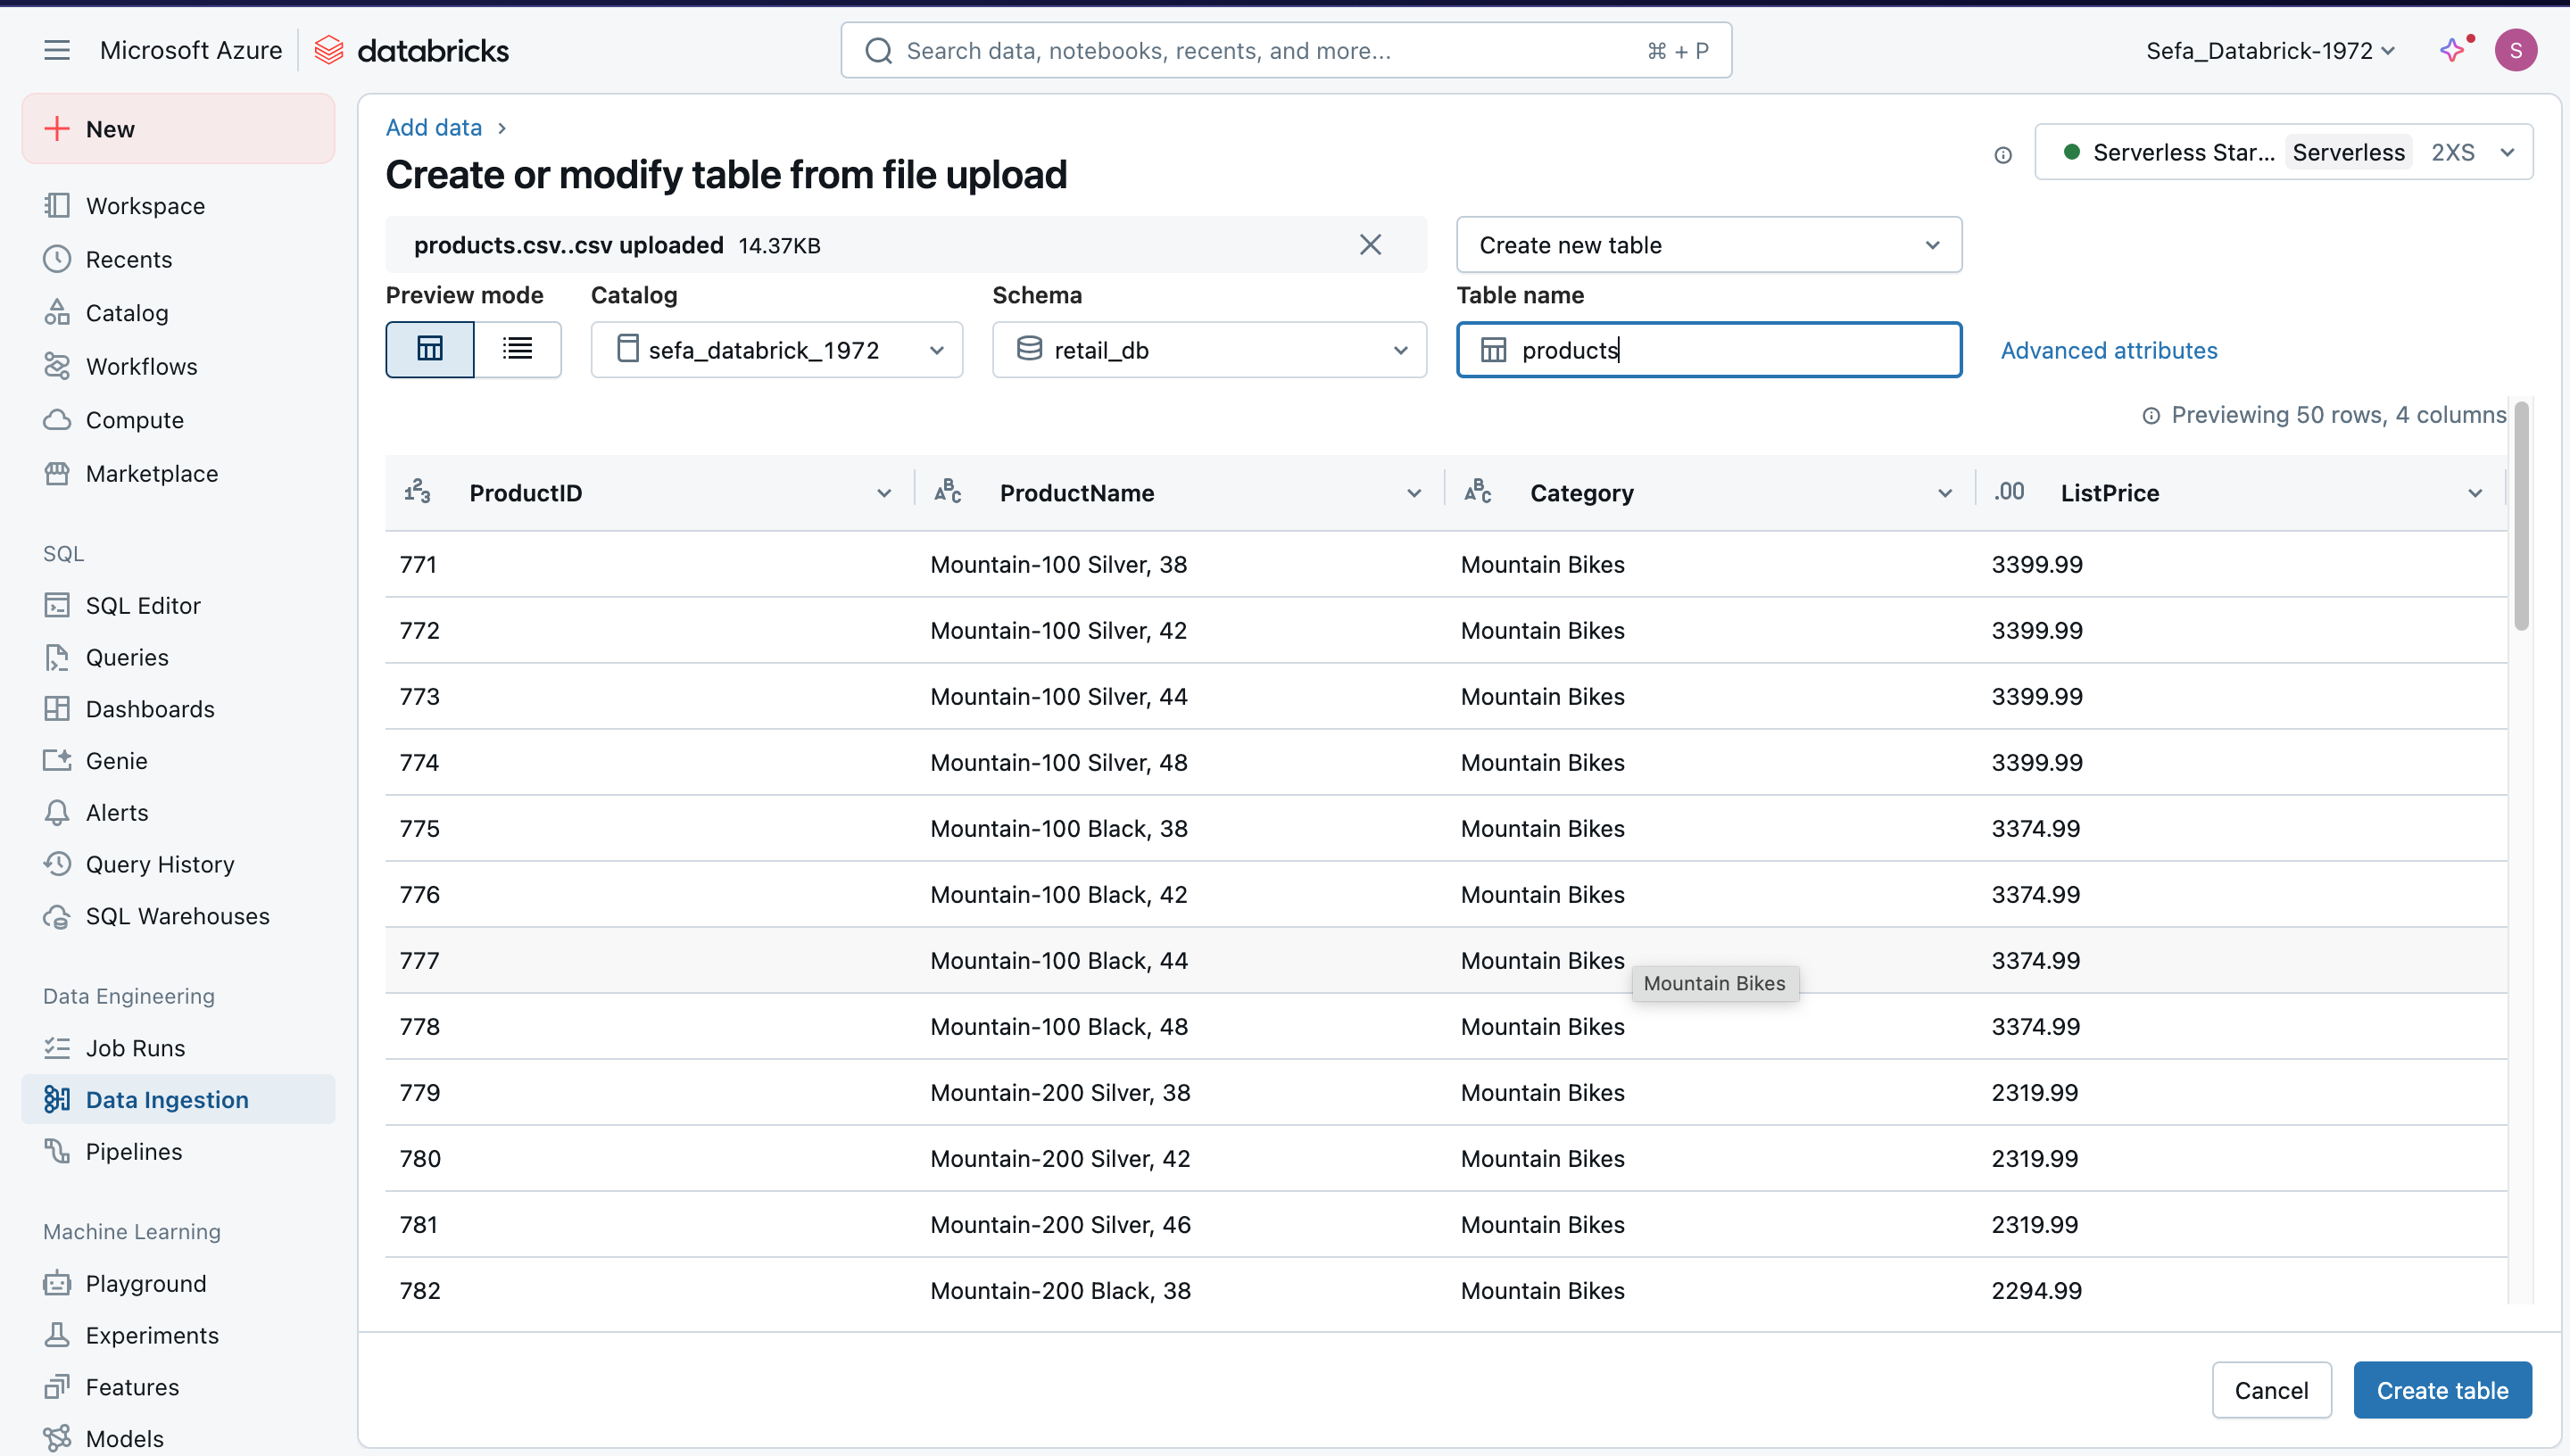 Microsoft Azure databricks
Search data, notebooks, recents, and more... ⌘ + P
Sefa_Databrick-1972
S
New
Workspace
Recents
Catalog
Workflows
Compute
Marketplace
SQL
SQL Editor
Queries
Dashboards
Genie
Alerts
Query History
SQL Warehouses
Data Engineering
Job Runs
Data Ingestion
Pipelines
Machine Learning
Playground
Experiments
Features
Models
Add data >
Create or modify table from file upload
Serverless Star... Serverless 2XS
products.csv..csv uploaded 14.37KB
Create new table
Preview mode Catalog Schema Table name
sefa_databrick_1972 retail_db products Advanced attributes
Previewing 50 rows, 4 columns
123 ProductID ABC ProductName ABC Category .00 ListPrice
771 Mountain-100 Silver, 38 Mountain Bikes 3399.99
772 Mountain-100 Silver, 42 Mountain Bikes 3399.99
773 Mountain-100 Silver, 44 Mountain Bikes 3399.99
774 Mountain-100 Silver, 48 Mountain Bikes 3399.99
775 Mountain-100 Black, 38 Mountain Bikes 3374.99
776 Mountain-100 Black, 42 Mountain Bikes 3374.99
777 Mountain-100 Black, 44 Mountain Bikes 3374.99
Mountain Bikes
778 Mountain-100 Black, 48 Mountain Bikes 3374.99
779 Mountain-200 Silver, 38 Mountain Bikes 2319.99
780 Mountain-200 Silver, 42 Mountain Bikes 2319.99
781 Mountain-200 Silver, 46 Mountain Bikes 2319.99
782 Mountain-200 Black, 38 Mountain Bikes 2294.99
Cancel Create table